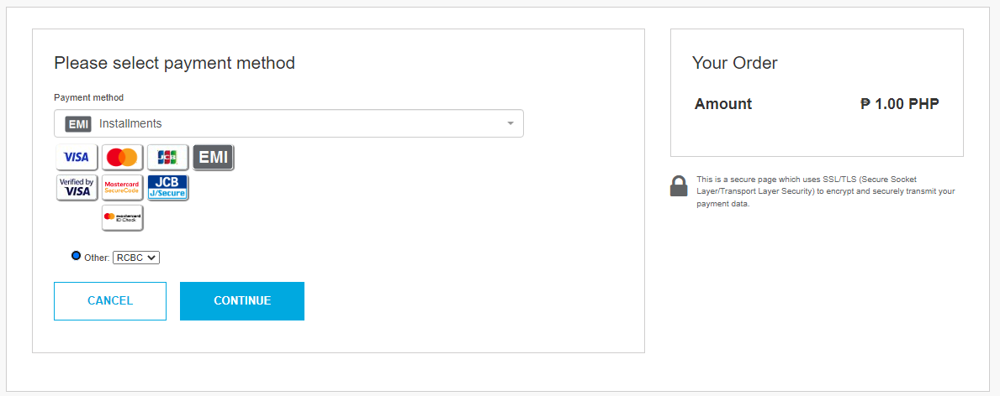 Please select payment method
Payment method
EMI Installments
VISA JCB EMI
Verified by VISA Mastercard SecureCode JCB J/Secure
mastercard ID Check
Other: RCBC
CANCEL CONTINUE
Your Order
Amount ₱ 1.00 PHP
This is a secure page which uses SSL/TLS (Secure Socket
Layer/Transport Layer Security) to encrypt and securely transmit your
payment data.